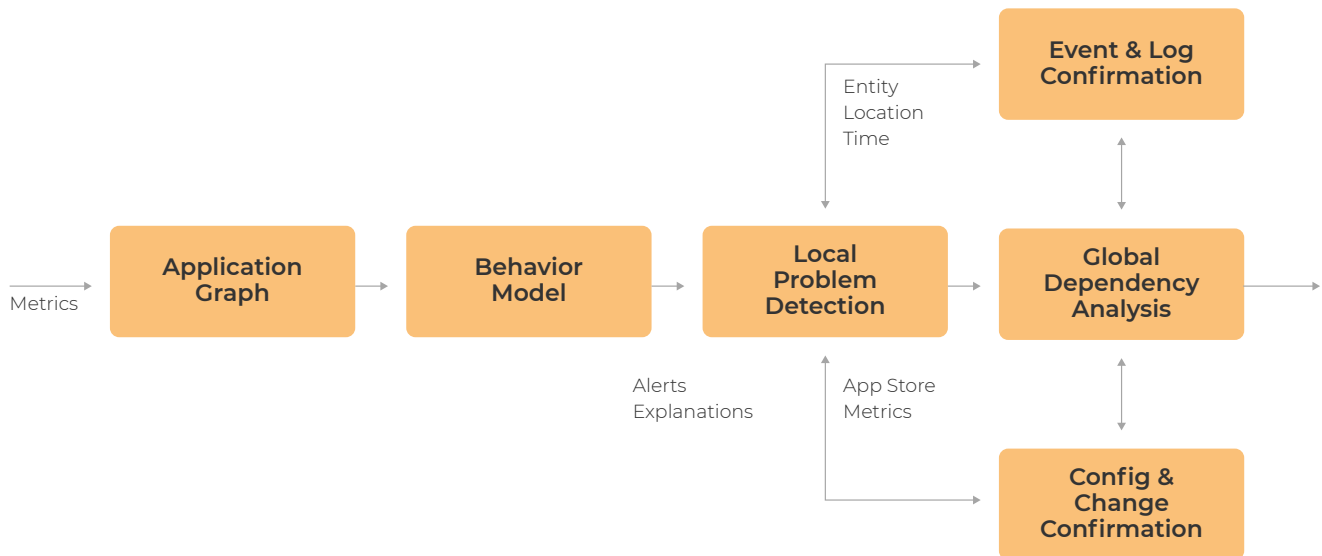 Event & Log
Confirmation
Entity
Location
Time
Metrics
Application
Graph
Behavior
Model
Local
Problem
Detection
Global
Dependency
Analysis
Alerts
Explanations
App Store
Metrics
Config &
Change
Confirmation